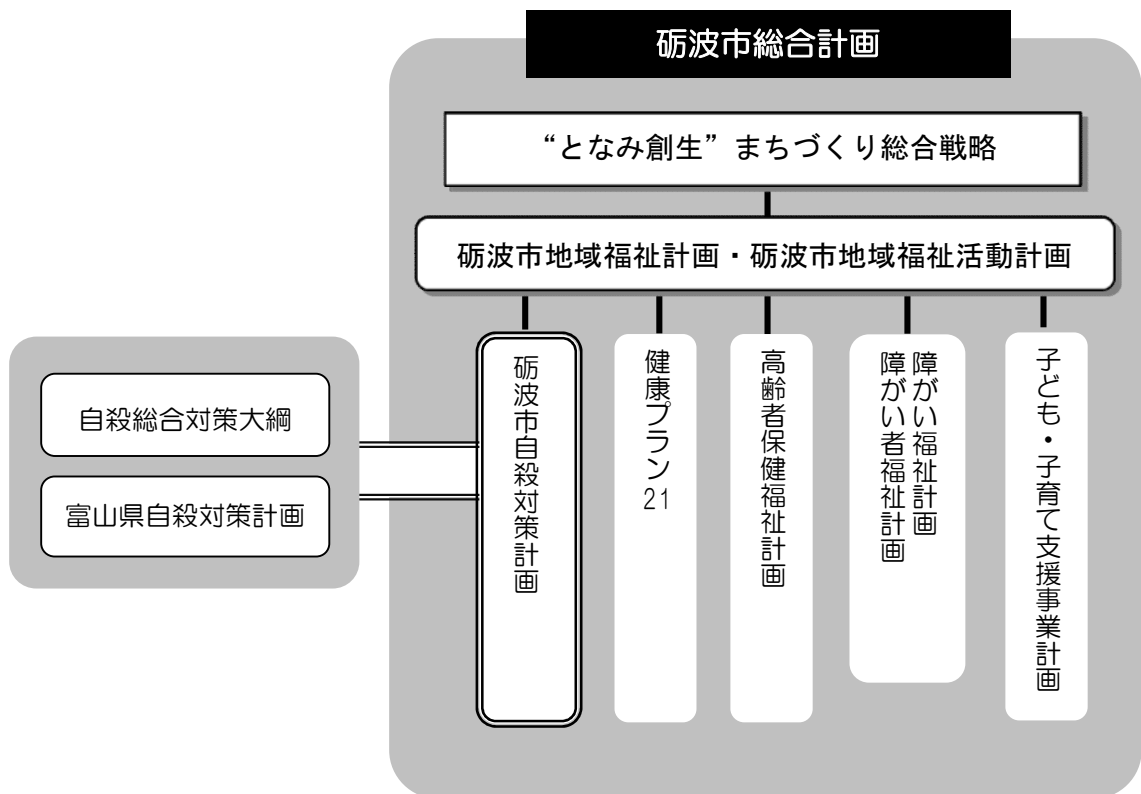 砺波市総合計画
“となみ創生”まちづくり総合戦略
砺波市地域福祉計画・砺波市地域福祉活動計画
自殺総合対策大綱
富山県自殺対策計画
砺波市自殺対策計画
健康プラン21
高齢者保健福祉計画
障がい福祉計画
障がい者福祉計画
子ども・子育て支援事業計画